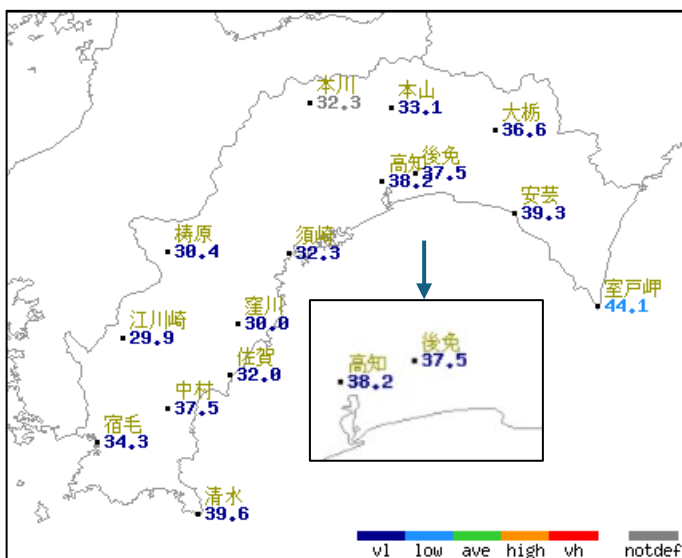 本川
32.3
本山
33.1
大栃
36.6
高知
38.2
後免
37.5
安芸
39.3
梼原
30.4
須崎
32.3
室戸岬
44.1
江川崎
29.9
窪川
30.0
佐賀
32.0
中村
37.5
宿毛
34.3
清水
39.6
後免
37.5
高知
38.2
vl low ave high vh notdef